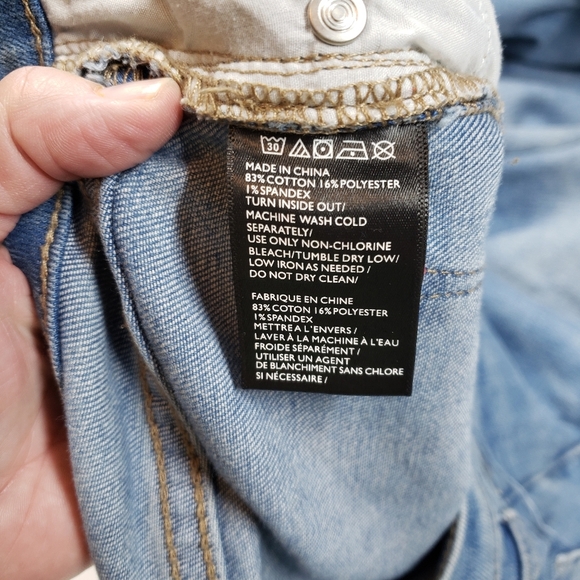 30
MADE IN CHINA
83% COTTON 16% POLYESTER
1% SPANDEX
TURN INSIDE OUT/
MACHINE WASH COLD
SEPARATELY/
USE ONLY NON-CHLORINE
BLEACH/TUMBLE DRY LOW/
LOW IRON AS NEEDED/
DO NOT DRY CLEAN/
FABRIQUE EN CHINE
83% COTTON 16% POLYESTER
1% SPANDEX
METTRE A L'ENVERS/
LAVER À LA MACHINE À L'EAU
FROIDE SÉPARÉMENT/
UTILISER UN AGENT
DE BLANCHIMENT SANS CHLORE
SI NÉCESSAIRE/